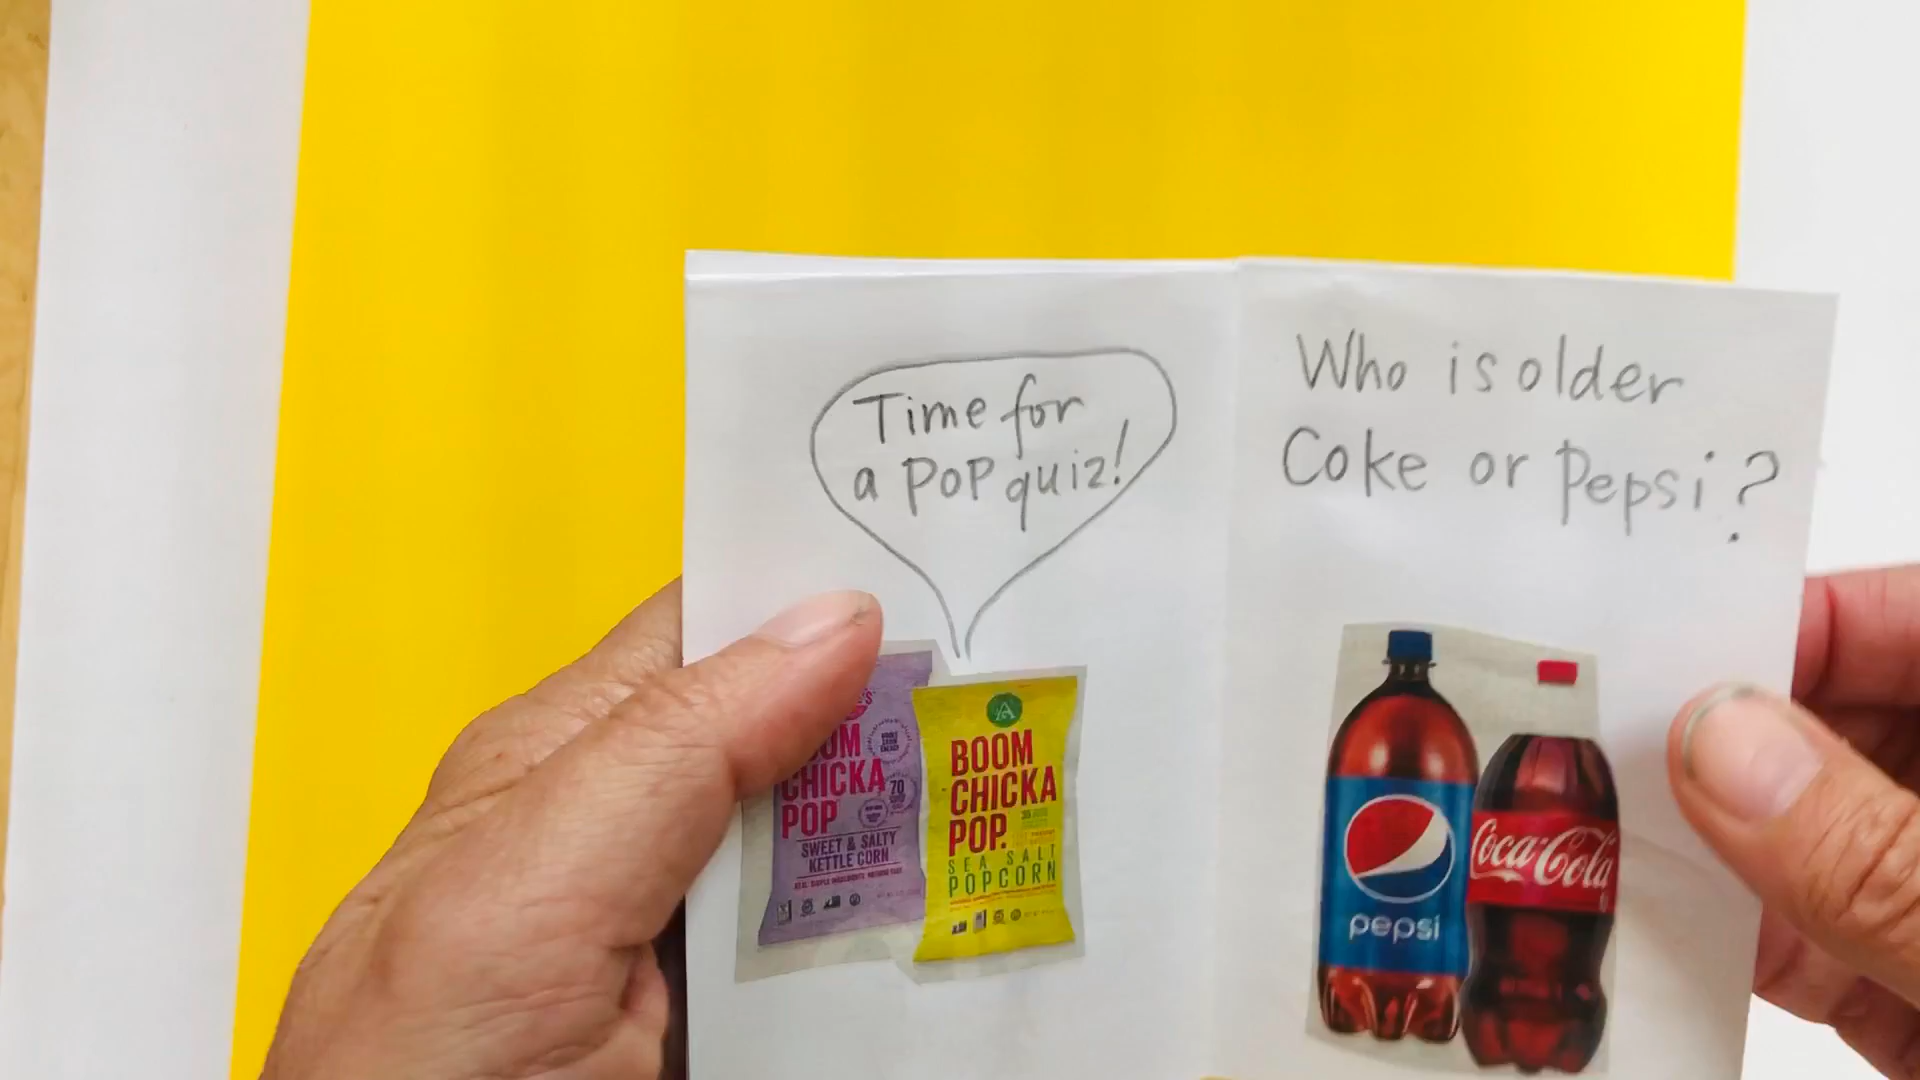 Time for
a pop quiz!
Who is older
Coke or Pepsi?
CHICKA
POP
SWEET & SALTY
KETTLE CORN
70
BOOM
CHICKA
POP.
SEA SALT
POPCORN
pepsi
Coca-Cola